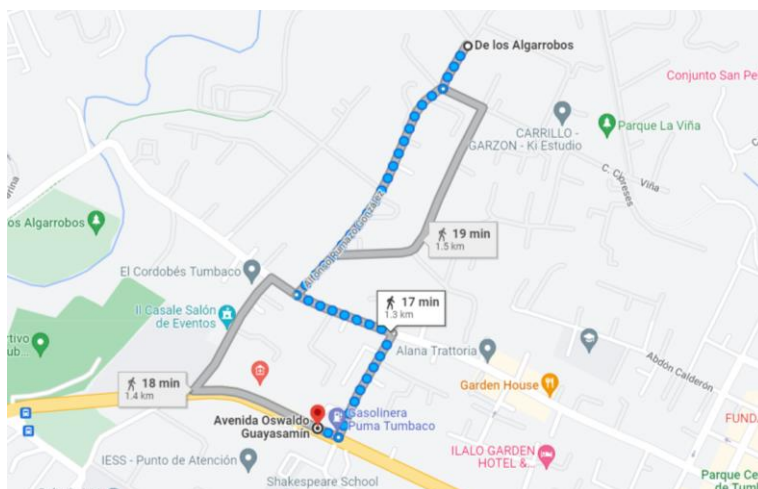 De los Algarrobos
Conjunto San Pe
CARRILLO -
GARZON - Ki Estudio
Parque La Viña
Viña
C. Cipreses
os Algarrobos
19 min
1.5 km
El Cordobés Tumbaco
Il Casale Salón
de Eventos
17 min
1.3 km
Alana Trattoria
Abdón Calderón
rtivo
ub...
18 min
1.4 km
Garden House
Avenida Oswaldo
Guayasamín
Gasolinera
Puma Tumbaco
FUND
IESS - Punto de Atención
ILALO GARDEN
HOTEL &...
Shakespeare School
Parque Ce
de Tumb